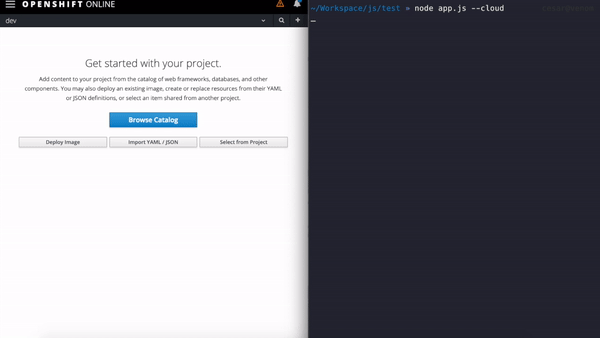 OPENSHIFT ONLINE
dev
Get started with your project.
Add content to your project from the catalog of web frameworks, databases, and other
components. You may also deploy an existing image, create or replace resources from their YAML
or JSON definitions, or select an item shared from another project.
Browse Catalog
Deploy Image
Import YAML / JSON
Select from Project
~/Workspace/js/test » node app.js --cloud